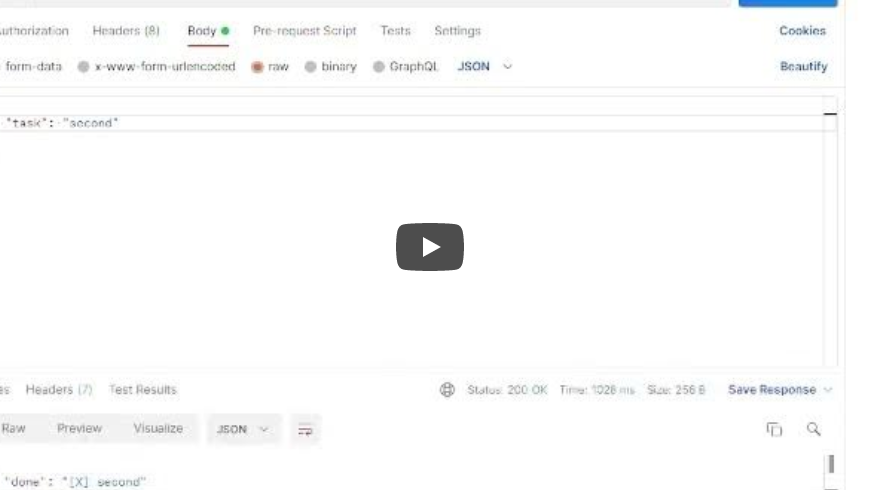 uthorization Headers (8) Body Pre-request Script Tests Settings Cookies
form-data x-www-form-urlencoded raw binary GraphQL JSON Beautify
"task": "second"
es Headers (7) Test Results Status: 200 OK Time: 1028 ms Size: 256 B Save Response
Raw Preview Visualize JSON
"done": "[X] second"